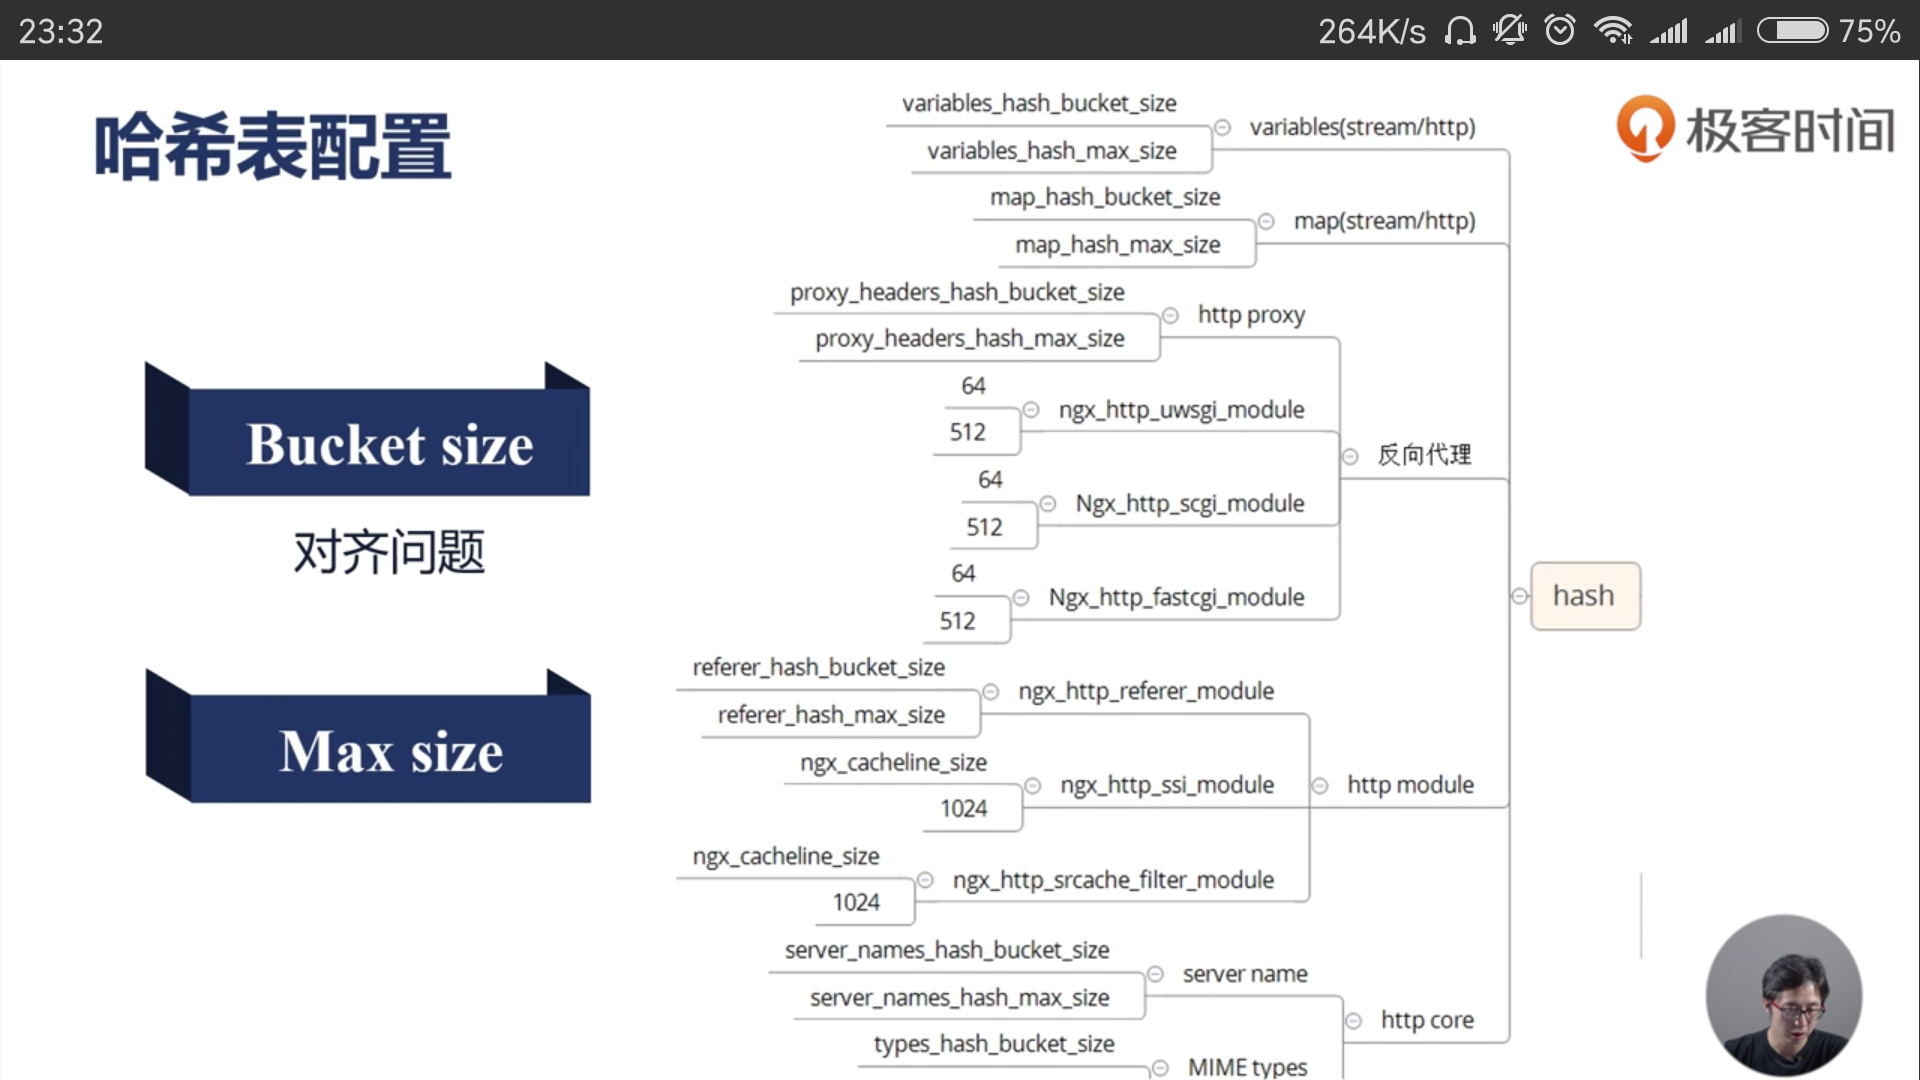 23:32
264K/s
75%
哈希表配置
极客时间
variables_hash_bucket_size
variables(stream/http)
variables_hash_max_size
map_hash_bucket_size
map(stream/http)
map_hash_max_size
proxy_headers_hash_bucket_size
http proxy
proxy_headers_hash_max_size
64
ngx_http_uwsgi_module
512
反向代理
64
Ngx_http_scgi_module
512
64
Ngx_http_fastcgi_module
512
hash
Bucket size
对齐问题
Max size
referer_hash_bucket_size
ngx_http_referer_module
referer_hash_max_size
ngx_cacheline_size
ngx_http_ssi_module
http module
1024
ngx_cacheline_size
ngx_http_srcache_filter_module
1024
server_names_hash_bucket_size
server name
server_names_hash_max_size
http core
types_hash_bucket_size
MIME types